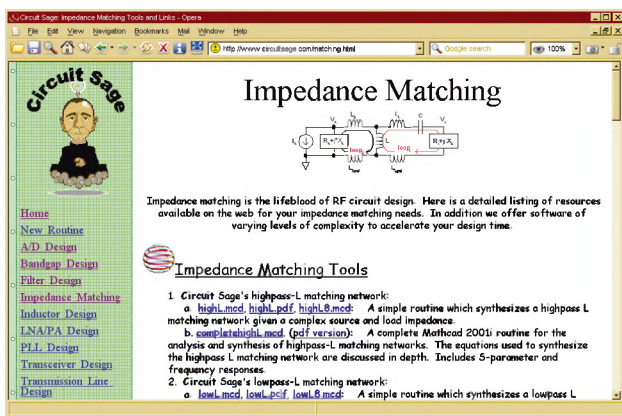 Circuit Sage: Impedance Matching Tools and Links - Opera
File Edit View Navigation Bookmarks Mail Window Help
http://www.circuitsage.com/matching.html
Google search
100%
Circuit Sage
Home
New Routine
A/D Design
Bandgap Design
Filter Design
Impedance Matching
Inductor Design
LNA/PA Design
PLL Design
Transceiver Design
Transmission Line
Design
Impedance Matching
C
L
loop
loop
Impedance matching is the lifeblood of RF circuit design. Here is a detailed listing of resources
available on the web for your impedance matching needs. In addition we offer software of
varying levels of complexity to accelerate your design time.
Impedance Matching Tools
1. Circuit Sage's highpass-L matching network:
a. highL.mcd, highL.pdf, highL8.mcd: A simple routine which synthesizes a highpass L
matching network given a complex source and load impedance.
b. completehighL.mcd, (pdf version): A complete Mathcad 2001i routine for the
analysis and synthesis of highpass-L matching networks. The equations used to synthesize
the highpass L matching network are discussed in depth. Includes S-parameter and
frequency responses.
2. Circuit Sage's lowpass-L matching network:
a. lowL.mcd, lowL.pdf, lowL8.mcd: A simple routine which synthesizes a lowpass L